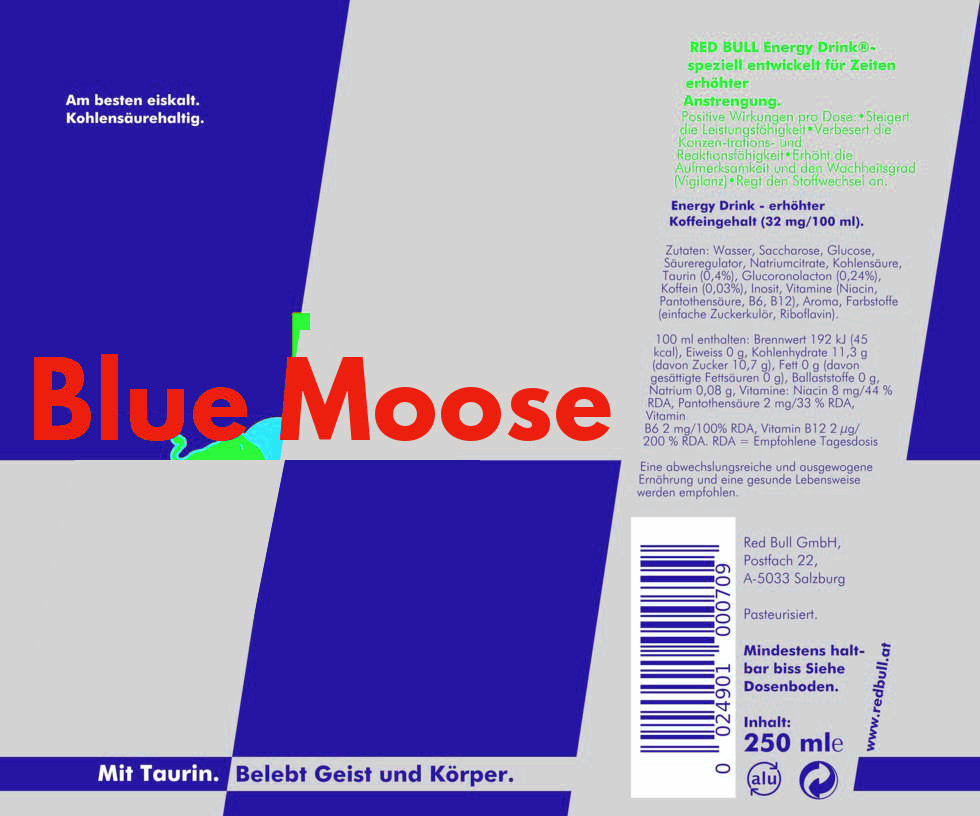 Am besten eiskalt.
Kohlensäurehaltig.
Blue Moose
Mit Taurin. Belebt Geist und Körper.
RED BULL Energy Drink®-
speziell entwickelt für Zeiten
erhöhter
Anstrengung.
Positive Wirkungen pro Dose:•Steigert
die Leistungsföhigkeit•Verbesert die
Konzen-trations- und
Reaktionsfähigkeit•Erhöht die
Aufmerksamkeit und den Wachheitsgrad
(Vigilanz)•Regt den Stoffwechsel an.
Energy Drink - erhöhter
Koffeingehalt (32 mg/100 ml).
Zutaten: Wasser, Saccharose, Glucose,
Säureregulator, Natriumcitrate, Kohlensäure,
Taurin (0,4%), Glucoronolacton (0,24%),
Koffein (0,03%), Inosit, Vitamine (Niacin,
Pantothensäure, B6, B12), Aroma, Farbstoffe
(einfache Zuckerkulör, Riboflavin).
100 ml enthalten: Brennwert 192 kJ (45
kcal), Eiweiss 0 g, Kohlenhydrate 11,3 g
(davon Zucker 10,7 g), Fett 0 g (davon
gesättigte Fettsäuren 0 g), Ballaststoffe 0 g,
Natrium 0,08 g, Vitamine: Niacin 8 mg/44 %
RDA, Pantothensäure 2 mg/33 % RDA,
Vitamin
B6 2 mg/100% RDA, Vitamin B12 2 µg/
200 % RDA. RDA = Empfohlene Tagesdosis
Eine abwechslungsreiche und ausgewogene
Ernährung und eine gesunde Lebensweise
werden empfohlen.
0 024901 000709
Red Bull GmbH,
Postfach 22,
A-5033 Salzburg
Pasteurisiert.
Mindestens halt-
bar biss Siehe
Dosenboden.
Inhalt:
250 mle
alu
www.redbull.at